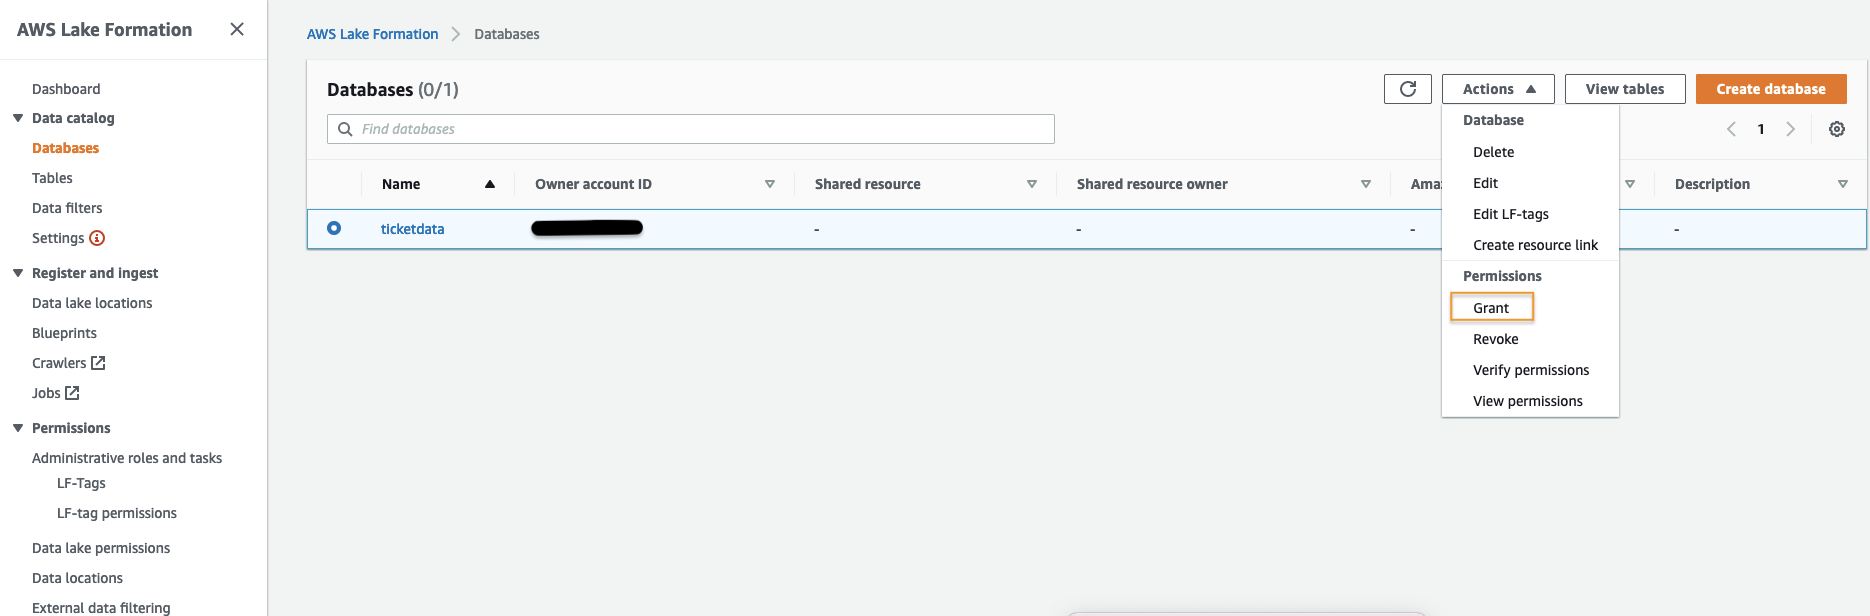 AWS Lake Formation
Dashboard
Data catalog
Databases
Tables
Data filters
Settings
Register and ingest
Data lake locations
Blueprints
Crawlers
Jobs
Permissions
Administrative roles and tasks
LF-Tags
LF-tag permissions
Data lake permissions
Data locations
External data filtering
AWS Lake Formation > Databases
Databases (0/1)
Actions
View tables
Create database
Find databases
1
Name
Owner account ID
Shared resource
Shared resource owner
Ama
Description
ticketdata
-
-
-
-
Database
Delete
Edit
Edit LF-tags
Create resource link
Permissions
Grant
Revoke
Verify permissions
View permissions